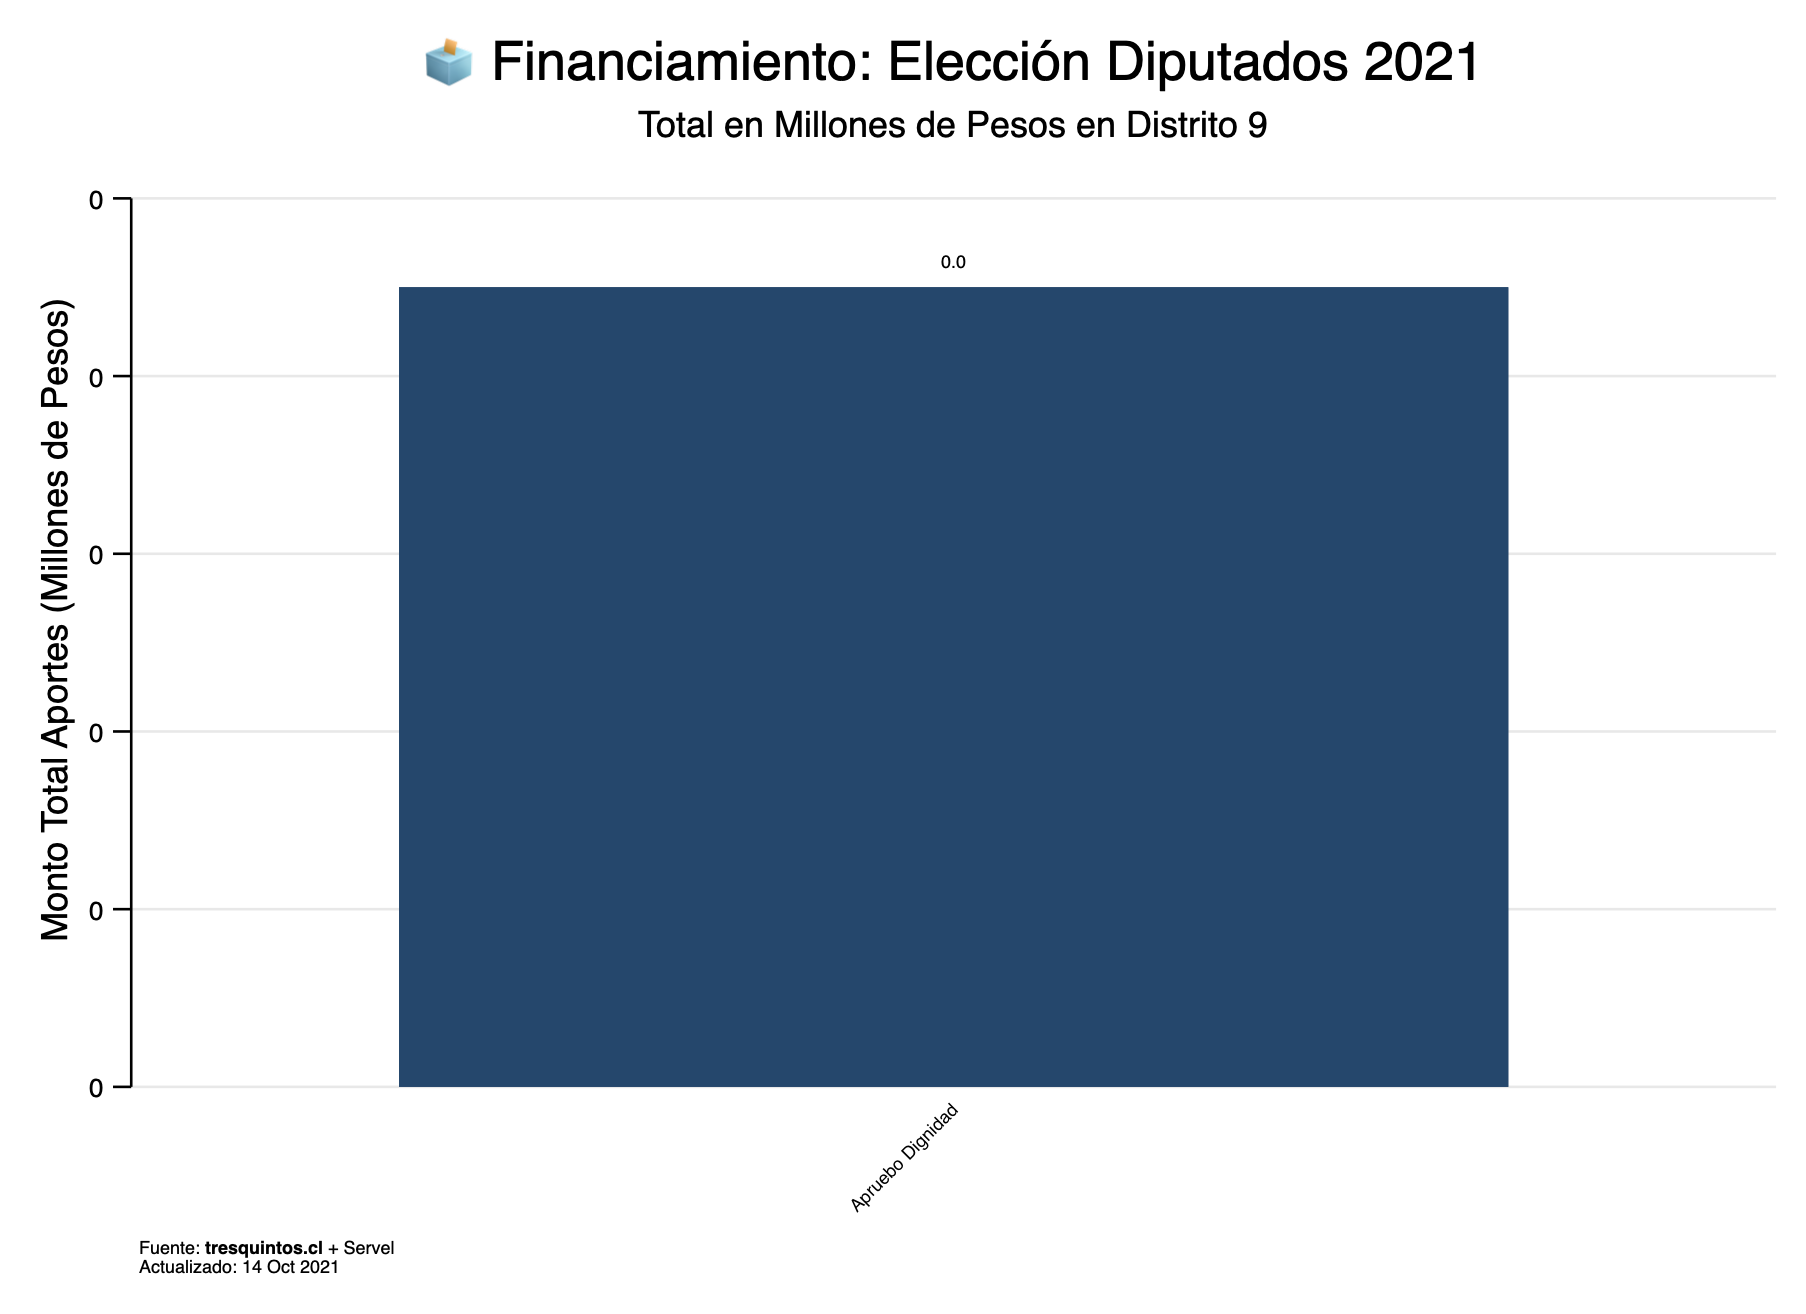 Financiamiento: Elección Diputados 2021
Total en Millones de Pesos en Distrito 9
Monto Total Aportes (Millones de Pesos)
0
0
0
0
0
0
0.0
Apruebo Dignidad
Fuente: tresquintos.cl + Servel
Actualizado: 14 Oct 2021